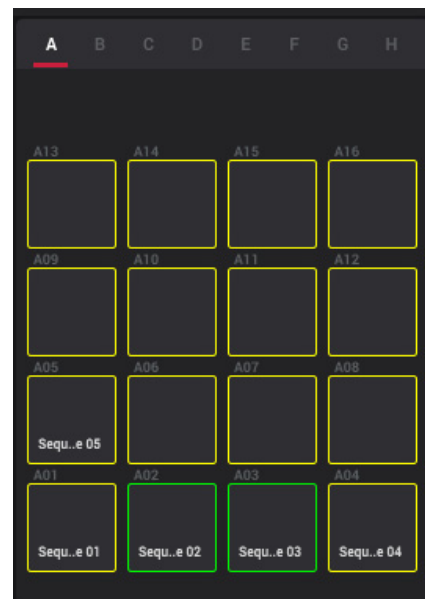 A B C D E F G H
A13 A14 A15 A16
A09 A10 A11 A12
A05 A06 A07 A08
Sequ..e 05
A01 A02 A03 A04
Sequ..e 01 Sequ..e 02 Sequ..e 03 Sequ..e 04